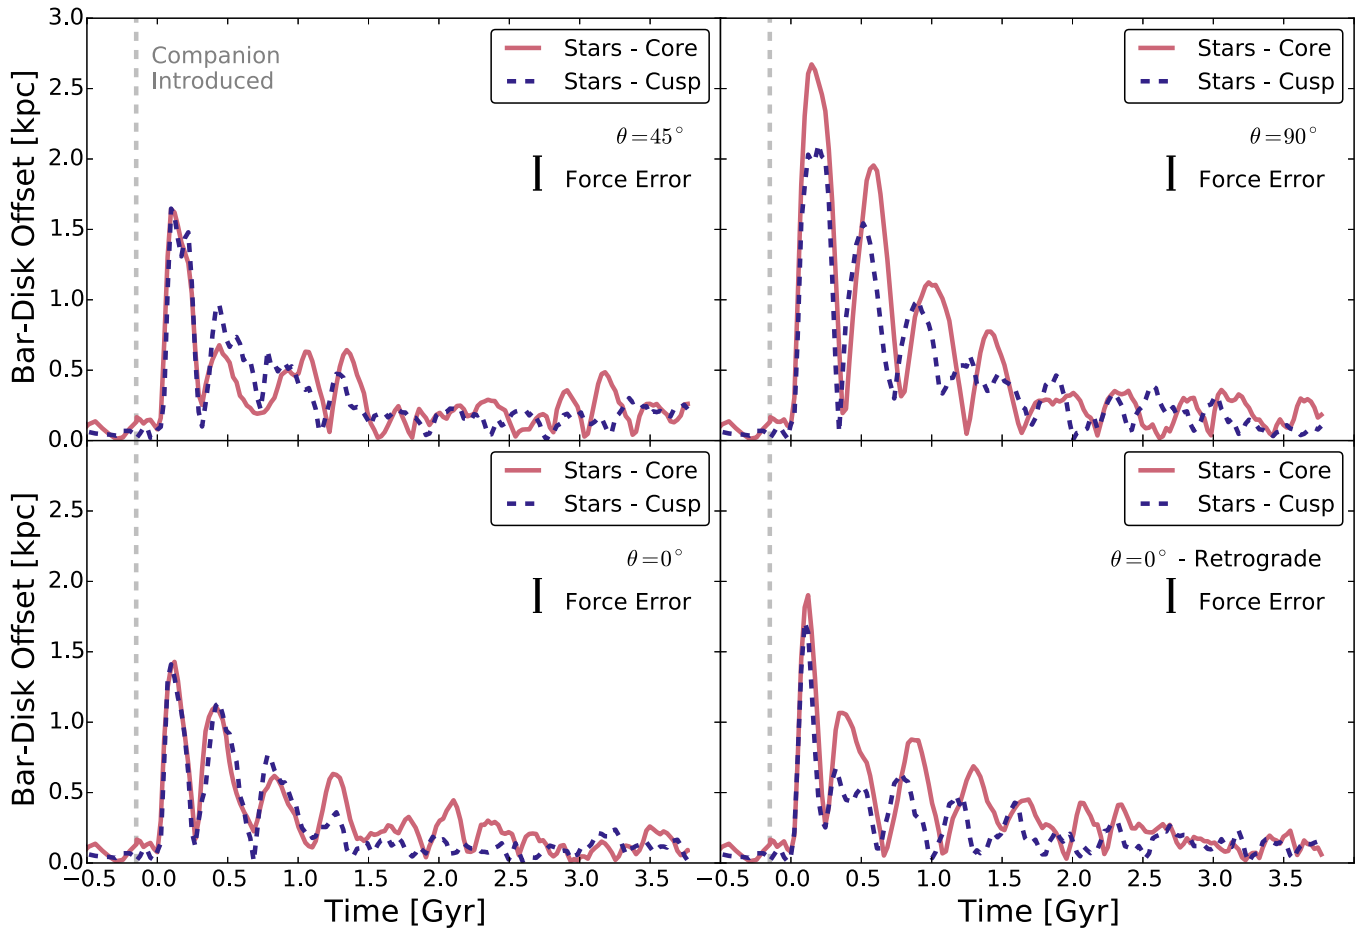 3.0
2.5
2.0
1.5
1.0
0.5
0.0
Bar-Disk Offset [kpc]
Companion
Introduced
Stars - Core
Stars - Cusp
θ=45°
Force Error
Stars - Core
Stars - Cusp
θ=90°
Force Error
2.5
2.0
1.5
1.0
0.5
0.0
Bar-Disk Offset [kpc]
Stars - Core
Stars - Cusp
θ=0°
Force Error
Stars - Core
Stars - Cusp
θ=0° - Retrograde
Force Error
−0.5 0.0 0.5 1.0 1.5 2.0 2.5 3.0 3.5
−0.5 0.0 0.5 1.0 1.5 2.0 2.5 3.0 3.5
Time [Gyr]
Time [Gyr]